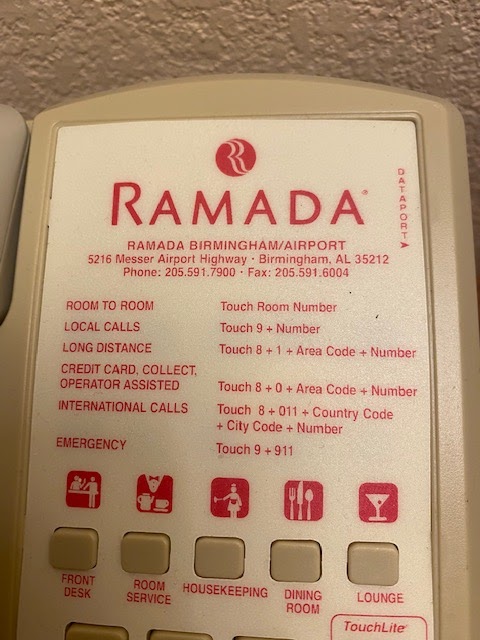 RAMADA®
DATAPORT
RAMADA BIRMINGHAM/AIRPORT
5216 Messer Airport Highway · Birmingham, AL 35212
Phone: 205.591.7900 · Fax: 205.591.6004
ROOM TO ROOM Touch Room Number
LOCAL CALLS Touch 9 + Number
LONG DISTANCE Touch 8 + 1 + Area Code + Number
CREDIT CARD, COLLECT,
OPERATOR ASSISTED Touch 8 + 0 + Area Code + Number
INTERNATIONAL CALLS Touch 8 + 011 + Country Code
+ City Code + Number
EMERGENCY Touch 9 + 911
FRONT
DESK
ROOM
SERVICE
HOUSEKEEPING
DINING
ROOM
LOUNGE
TouchLite